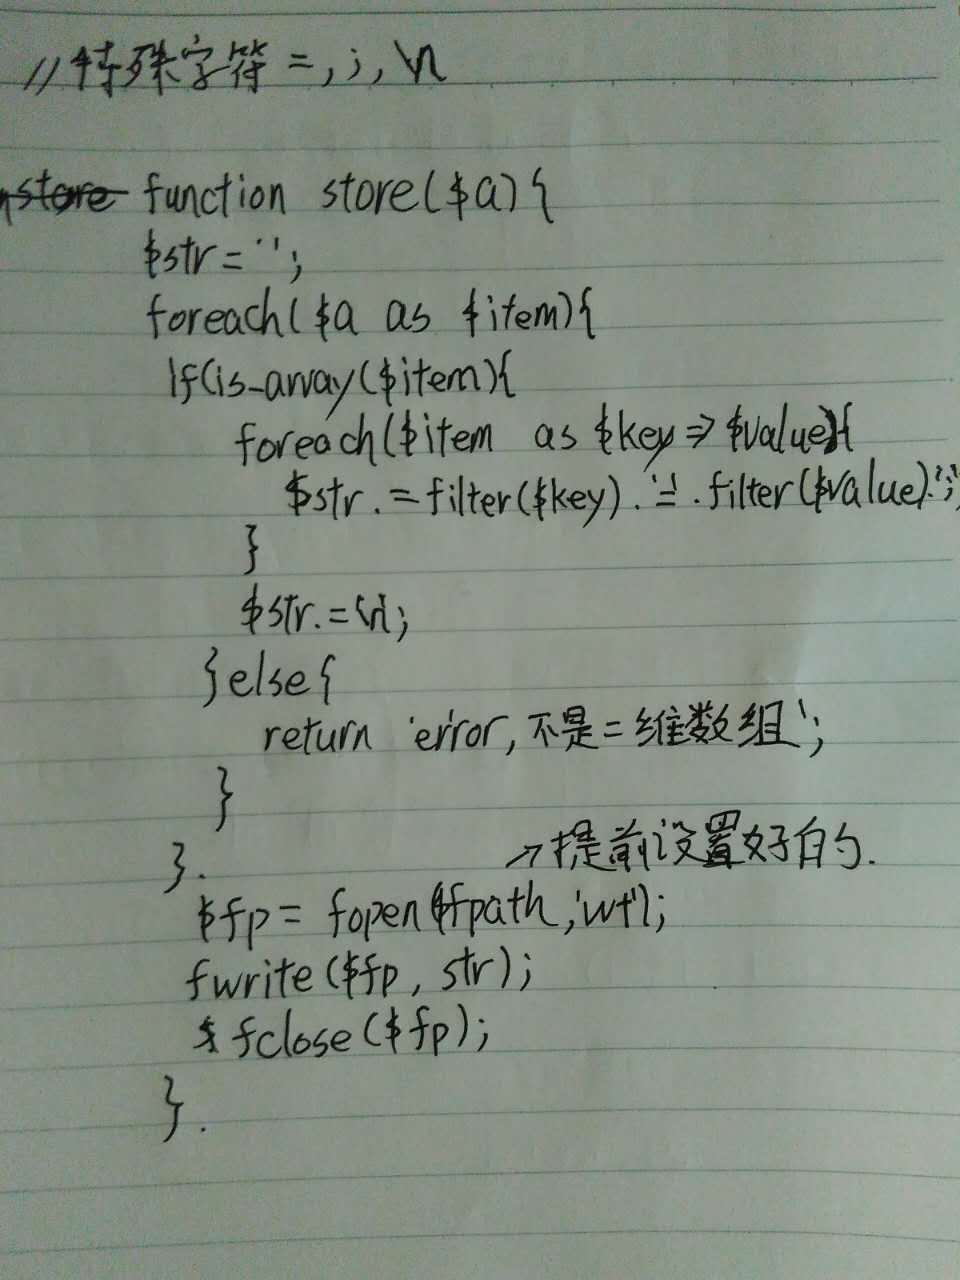 //特殊字符 =, ;, \n
store function store($a){
$str = '';
foreach($a as $item){
if(is_array($item){
foreach($item as $key => $value){
$str .= filter($key) . '=' . filter($value).';';
}
$str .= '\n';
}else{
return 'error, 不是二维数组';
}
}.
→提前设置好的.
$fp = fopen($fpath, 'w+');
fwrite($fp, str);
fclose($fp);
}.